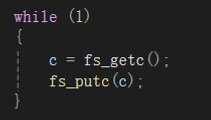 while (1)
{
    c = fs_getc();
    fs_putc(c);
}